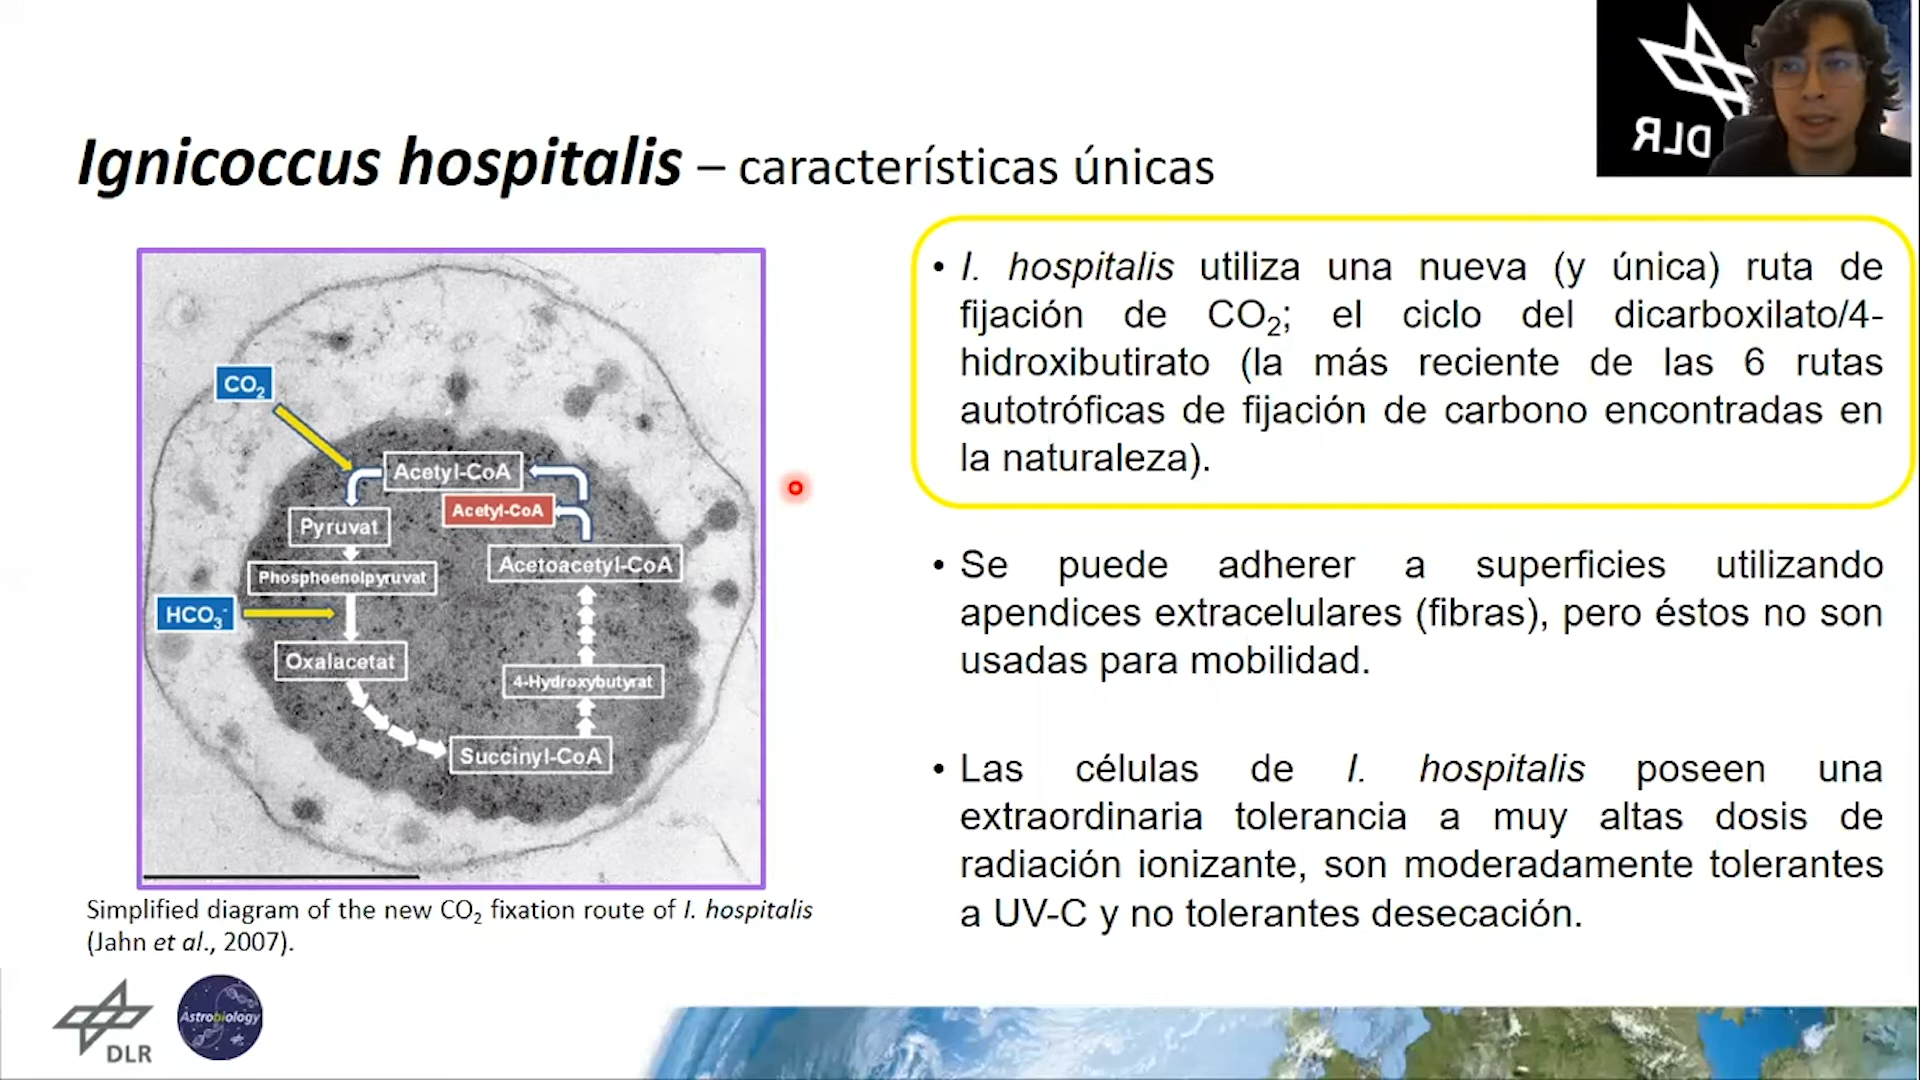 DLR
Ignicoccus hospitalis – características únicas
CO₂
Acetyl-CoA
Acetyl-CoA
Pyruvat
Acetoacetyl-CoA
Phosphoenolpyruvat
HCO₃⁻
Oxalacetat
4-Hydroxybutyrat
Succinyl-CoA
Simplified diagram of the new CO₂ fixation route of I. hospitalis
(Jahn et al., 2007).
• I. hospitalis utiliza una nueva (y única) ruta de
fijación de CO₂; el ciclo del dicarboxilato/4-
hidroxibutirato (la más reciente de las 6 rutas
autotróficas de fijación de carbono encontradas en
la naturaleza).
• Se puede adherer a superficies utilizando
apendices extracelulares (fibras), pero éstos no son
usadas para mobilidad.
• Las células de I. hospitalis poseen una
extraordinaria tolerancia a muy altas dosis de
radiación ionizante, son moderadamente tolerantes
a UV-C y no tolerantes desecación.
DLR
Astrobiology